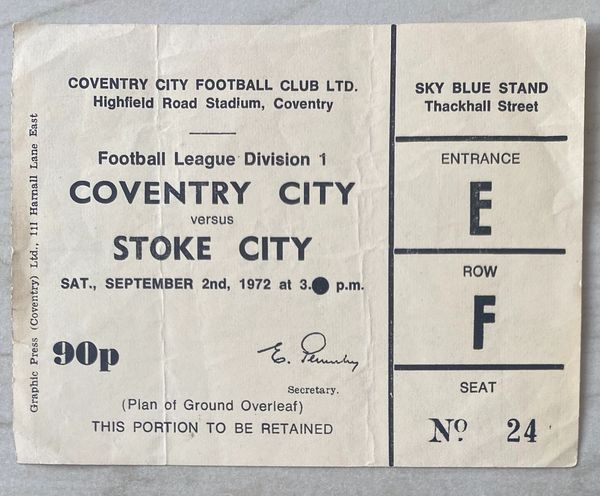 COVENTRY CITY FOOTBALL CLUB LTD.
Highfield Road Stadium, Coventry
Football League Division 1
COVENTRY CITY
versus
STOKE CITY
SAT., SEPTEMBER 2nd, 1972 at 3. p.m.
90p
Secretary.
(Plan of Ground Overleaf)
THIS PORTION TO BE RETAINED
Graphic Press (Coventry) Ltd., 111 Harnall Lane East
SKY BLUE STAND
Thackhall Street
ENTRANCE
E
ROW
F
SEAT
No. 24